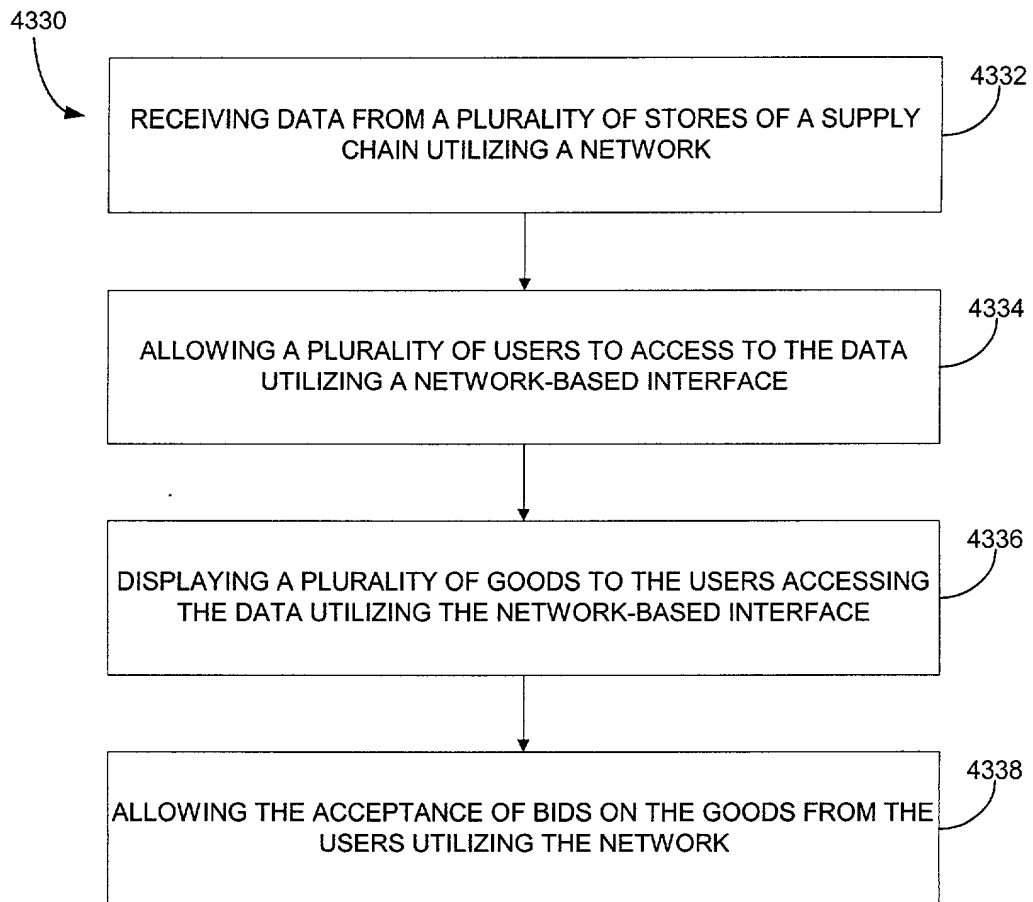 4330
4332
RECEIVING DATA FROM A PLURALITY OF STORES OF A SUPPLY
CHAIN UTILIZING A NETWORK
4334
ALLOWING A PLURALITY OF USERS TO ACCESS TO THE DATA
UTILIZING A NETWORK-BASED INTERFACE
4336
DISPLAYING A PLURALITY OF GOODS TO THE USERS ACCESSING
THE DATA UTILIZING THE NETWORK-BASED INTERFACE
4338
ALLOWING THE ACCEPTANCE OF BIDS ON THE GOODS FROM THE
USERS UTILIZING THE NETWORK